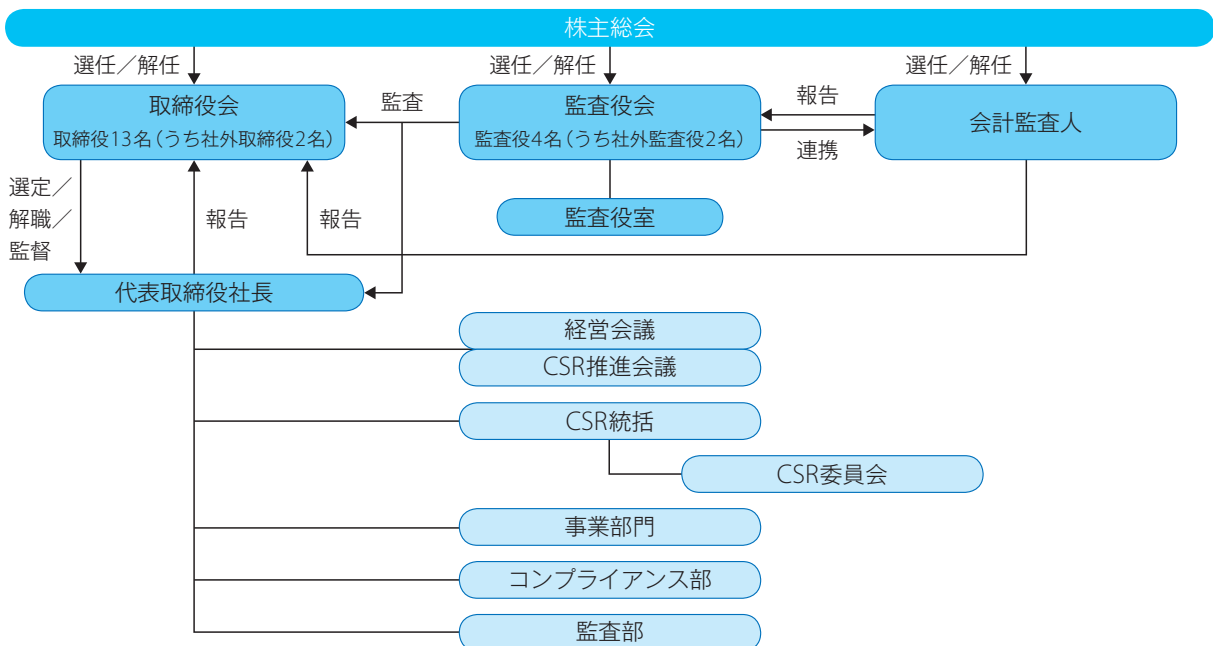 株主総会
選任／解任
選任／解任
選任／解任
取締役会
取締役13名（うち社外取締役2名）
監査
監査役会
監査役4名（うち社外監査役2名）
報告
連携
会計監査人
選定／
解職／
監督
報告
報告
監査役室
代表取締役社長
経営会議
CSR推進会議
CSR統括
CSR委員会
事業部門
コンプライアンス部
監査部